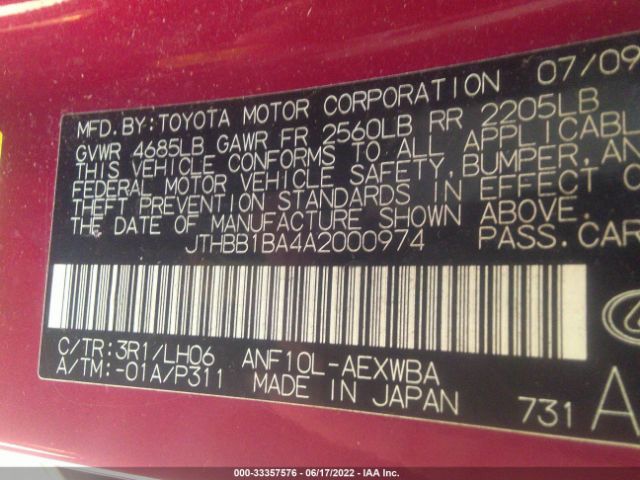 MFD. BY: TOYOTA MOTOR CORPORATION 07/09
GVWR 4685LB GAWR FR 2560LB RR 2205LB
THIS VEHICLE CONFORMS TO ALL APPLICABL
FEDERAL MOTOR VEHICLE SAFETY, BUMPER, AN
THEFT PREVENTION STANDARDS IN EFFECT O
THE DATE OF MANUFACTURE SHOWN ABOVE.
JTHBB1BA4A2000974 PASS. CAR
C/TR: 3R1/LH06 ANF10L-AEXWBA
A/TM: -01A/P311 MADE IN JAPAN 731 A
000-33357576 - 06/17/2022 - IAA Inc.